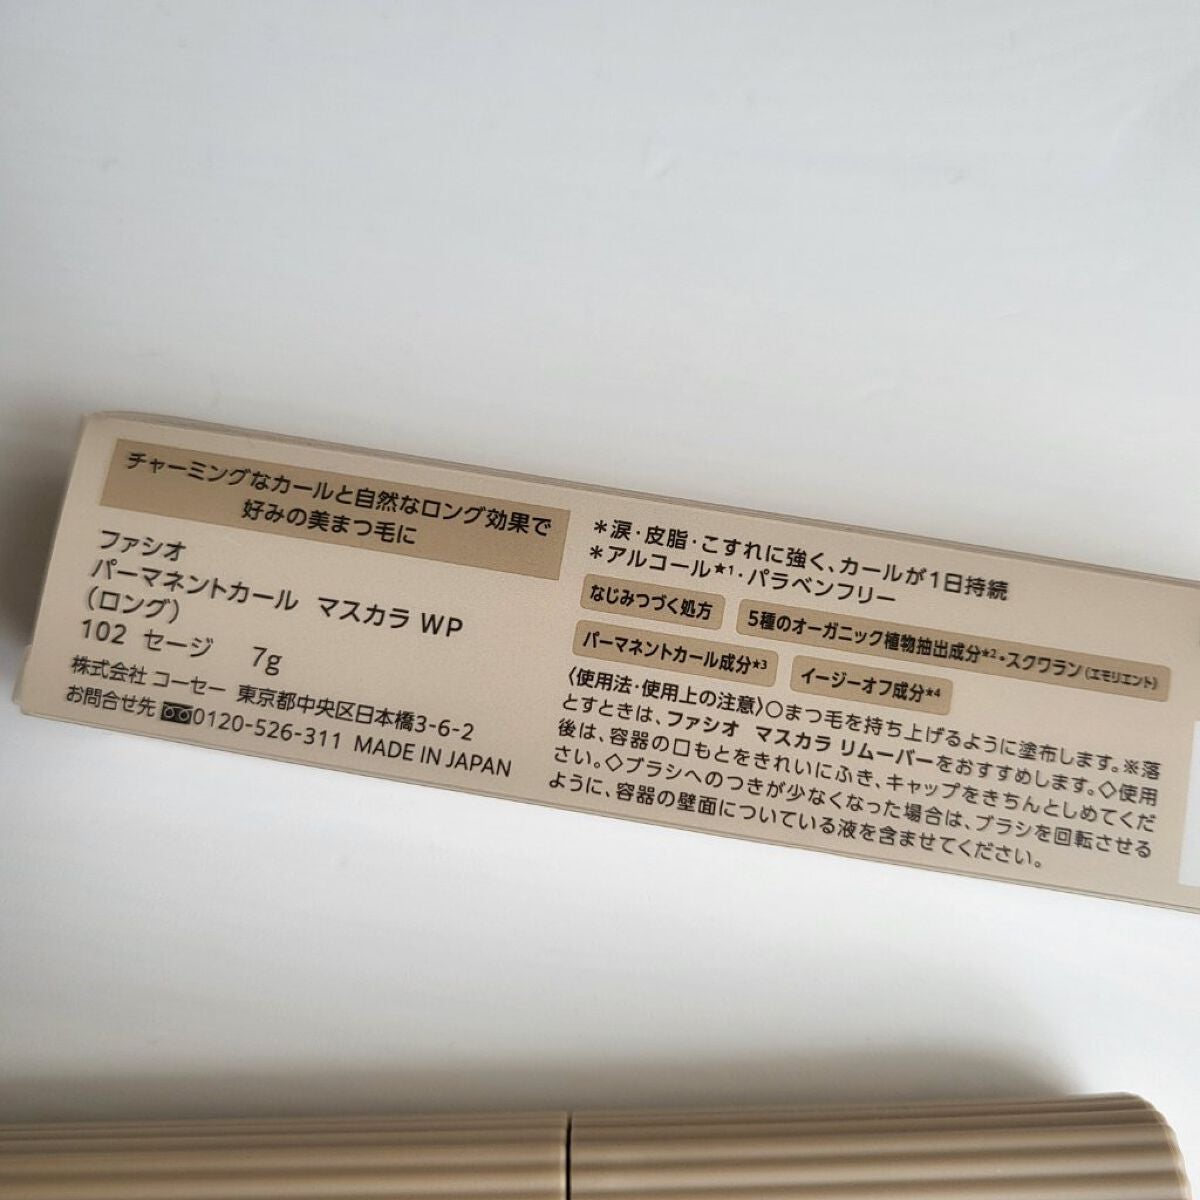 チャーミングなカールと自然なロング効果で
好みの美まつ毛に
ファシオ
パーマネントカール マスカラ WP
(ロング)
102 セージ 7g
株式会社 コーセー 東京都中央区日本橋3-6-2
お問合せ先 0120-526-311 MADE IN JAPAN
＊涙・皮脂・こすれに強く、カールが1日持続
＊アルコール★1・パラベンフリー
なじみつづく処方 5種のオーガニック植物抽出成分★2・スクワラン(エモリエント)
パーマネントカール成分★3 イージーオフ成分★4
〈使用法・使用上の注意〉○まつ毛を持ち上げるように塗布します。※落
とすときは、ファシオ マスカラ リムーバーをおすすめします。◇使用
後は、容器の口もとをきれいにふき、キャップをきちんとしめてくだ
さい。◇ブラシへのつきが少なくなった場合は、ブラシを回転させる
ように、容器の壁面についている液を含ませてください。